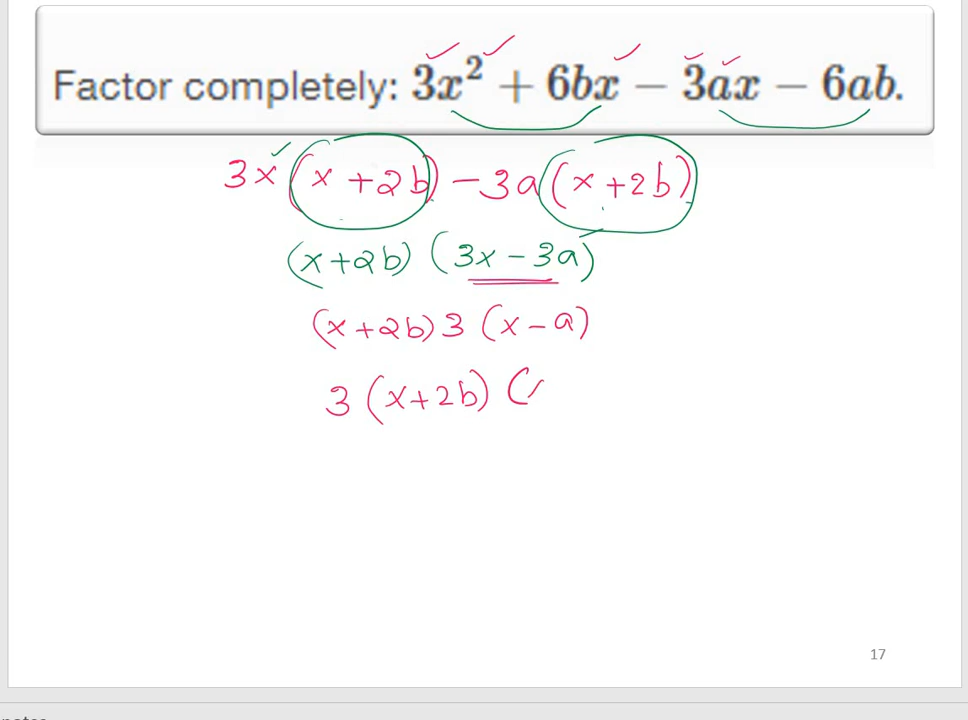 Factor completely: 3x² + 6bx − 3ax − 6ab.
3x (x + 2b) − 3a (x + 2b)
(x + 2b) (3x − 3a)
(x + 2b) 3 (x − a)
3 (x + 2b) (
17